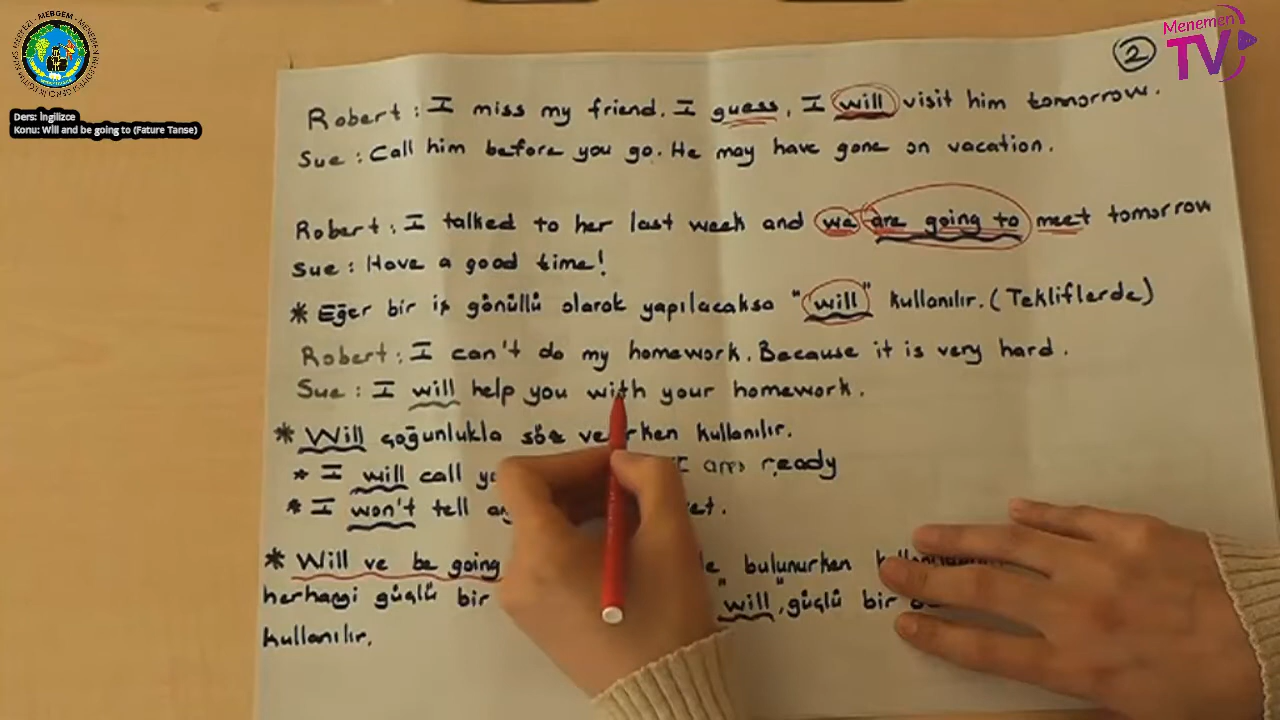 Menemen
TV
Ders: İngilizce
Konu: Will and be going to (Fature Tanse)
2
Robert: I miss my friend. I guess, I will visit him tomorrow.
Sue: Call him before you go. He may have gone on vacation.
Robert: I talked to her last week and we are going to meet tomorrow
Sue: Have a good time!
* Eğer bir iş gönüllü olarak yapılacaksa "will" kullanılır. (Tekliflerde)
Robert: I can't do my homework. Because it is very hard.
Sue: I will help you with your homework.
* Will çoğunlukla söz verirken kullanılır.
* I will call I am ready
* I won't tell
* Will ve be going bulunurken
herhangi güçlü bir "will", güçlü bir
kullanılır.